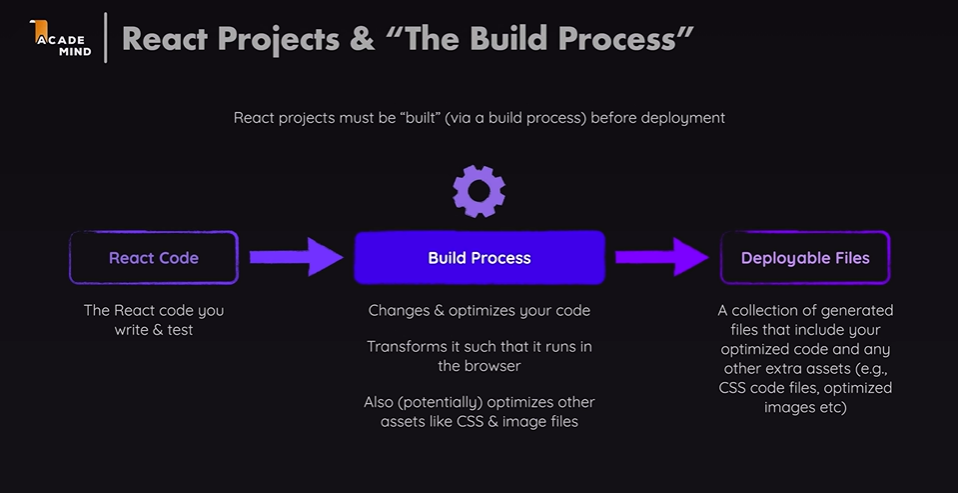 ACADE
MIND
React Projects & “The Build Process”
React projects must be “built” (via a build process) before deployment
React Code
Build Process
Deployable Files
The React code you
write & test
Changes & optimizes your code
Transforms it such that it runs in
the browser
Also (potentially) optimizes other
assets like CSS & image files
A collection of generated
files that include your
optimized code and any
other extra assets (e.g.,
CSS code files, optimized
images etc)